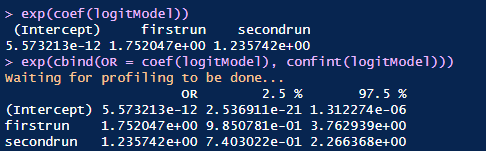 > exp(coef(logitModel))
(Intercept) firstrun secondrun
5.573213e-12 1.752047e+00 1.235742e+00
> exp(cbind(OR = coef(logitModel), confint(logitModel)))
Waiting for profiling to be done...
OR 2.5 % 97.5 %
(Intercept) 5.573213e-12 2.536911e-21 1.312274e-06
firstrun 1.752047e+00 9.850781e-01 3.762939e+00
secondrun 1.235742e+00 7.403022e-01 2.266368e+00